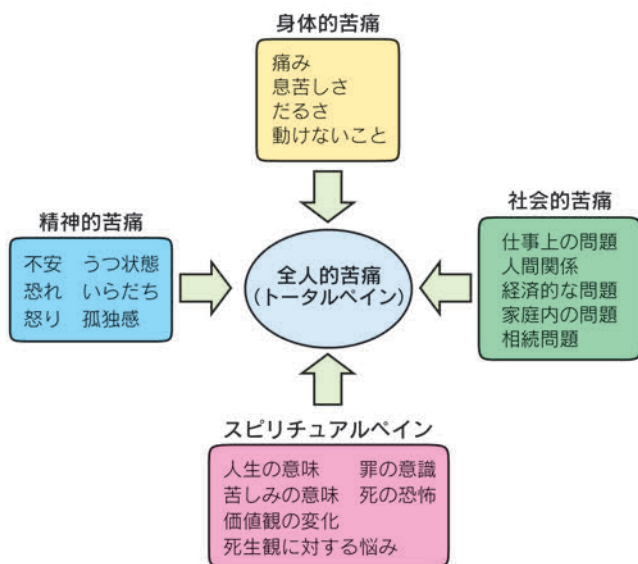 身体的苦痛
痛み
息苦しさ
だるさ
動けないこと
精神的苦痛
不安 うつ状態
恐れ いらだち
怒り 孤独感
全人的苦痛
(トータルペイン)
社会的苦痛
仕事上の問題
人間関係
経済的な問題
家庭内の問題
相続問題
スピリチュアルペイン
人生の意味 罪の意識
苦しみの意味 死の恐怖
価値観の変化
死生観に対する悩み